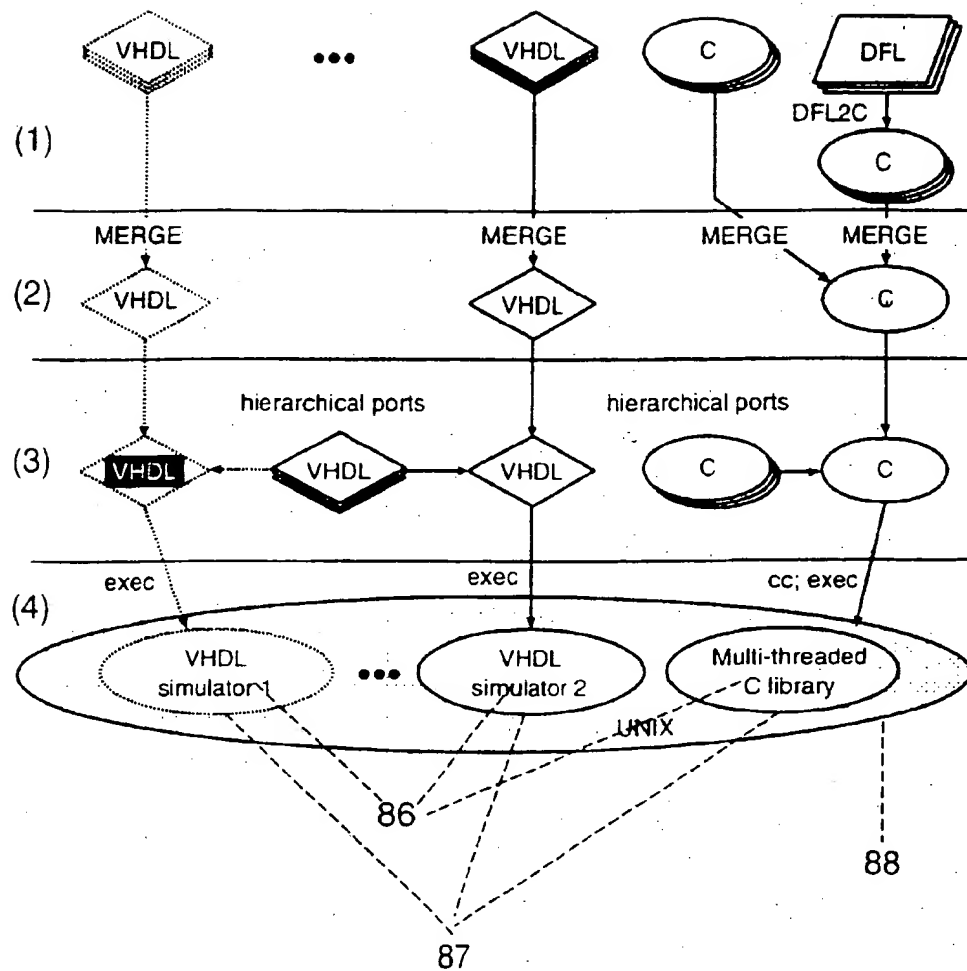 VHDL
VHDL
C
DFL
DFL2C
(1)
C
MERGE
MERGE
MERGE
MERGE
(2)
VHDL
VHDL
C
hierarchical ports
hierarchical ports
(3)
VHDL
VHDL
VHDL
C
C
exec
exec
cc; exec
(4)
VHDL
simulator 1
VHDL
simulator 2
Multi-threaded
C library
UNIX
86
88
87